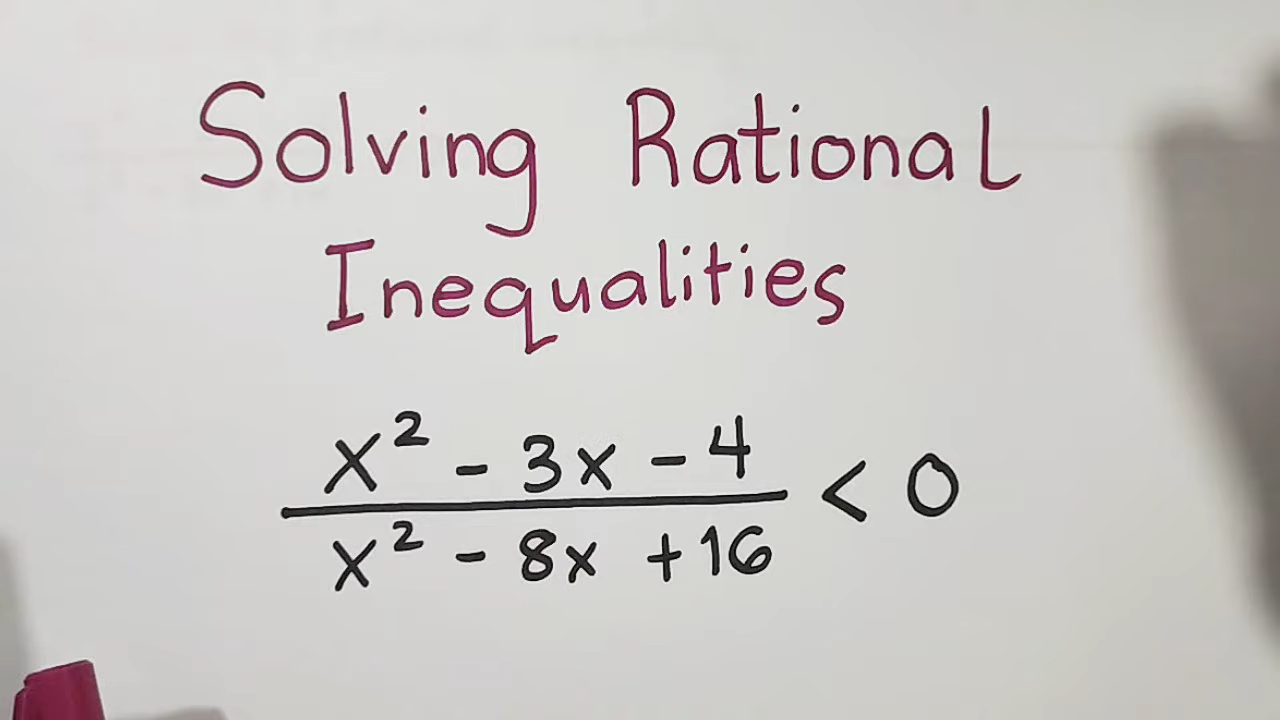 Solving Rational
Inequalities
x² - 3x - 4
x² - 8x + 16
< 0